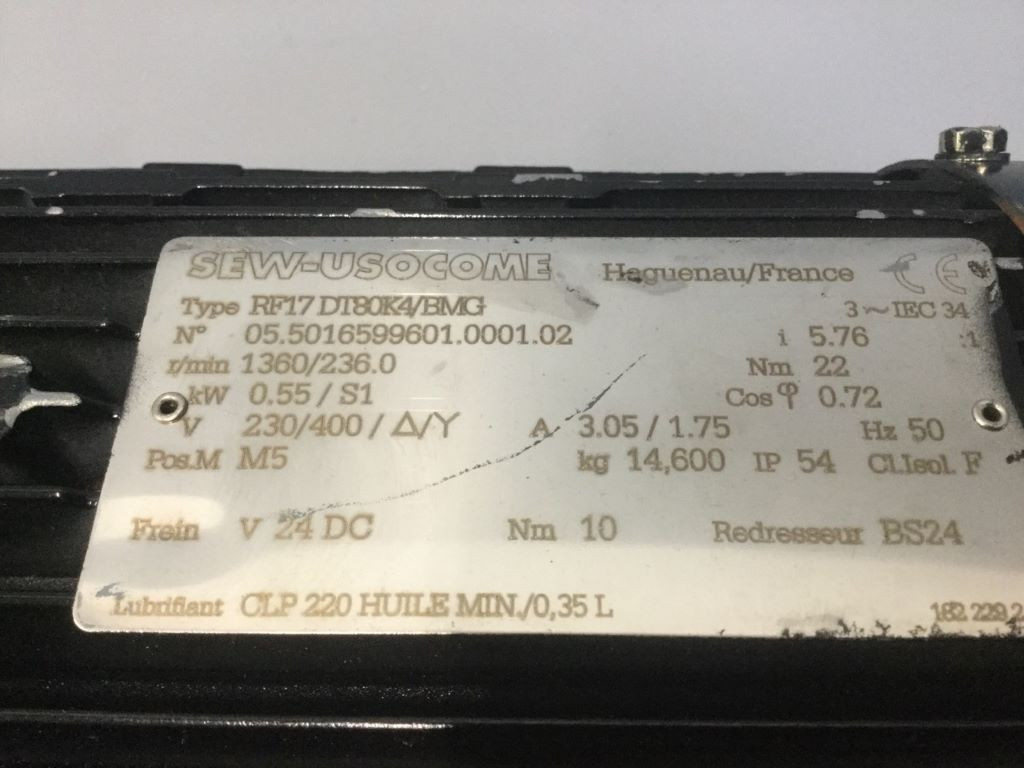 SEW-USOCOME Haguenau/France CE
Type RF17 DT80K4/BMG 3~IEC 34
N° 05.5016599601.0001.02 i 5.76 :1
r/min 1360/236.0 Nm 22
kW 0.55 / S1 Cos φ 0.72
V 230/400 / Δ/Y A 3.05 / 1.75 Hz 50
Pos.M M5 kg 14,600 IP 54 Cl.Isol. F
Frein V 24 DC Nm 10 Redresseur BS24
Lubrifiant CLP 220 HUILE MIN./0,35 L